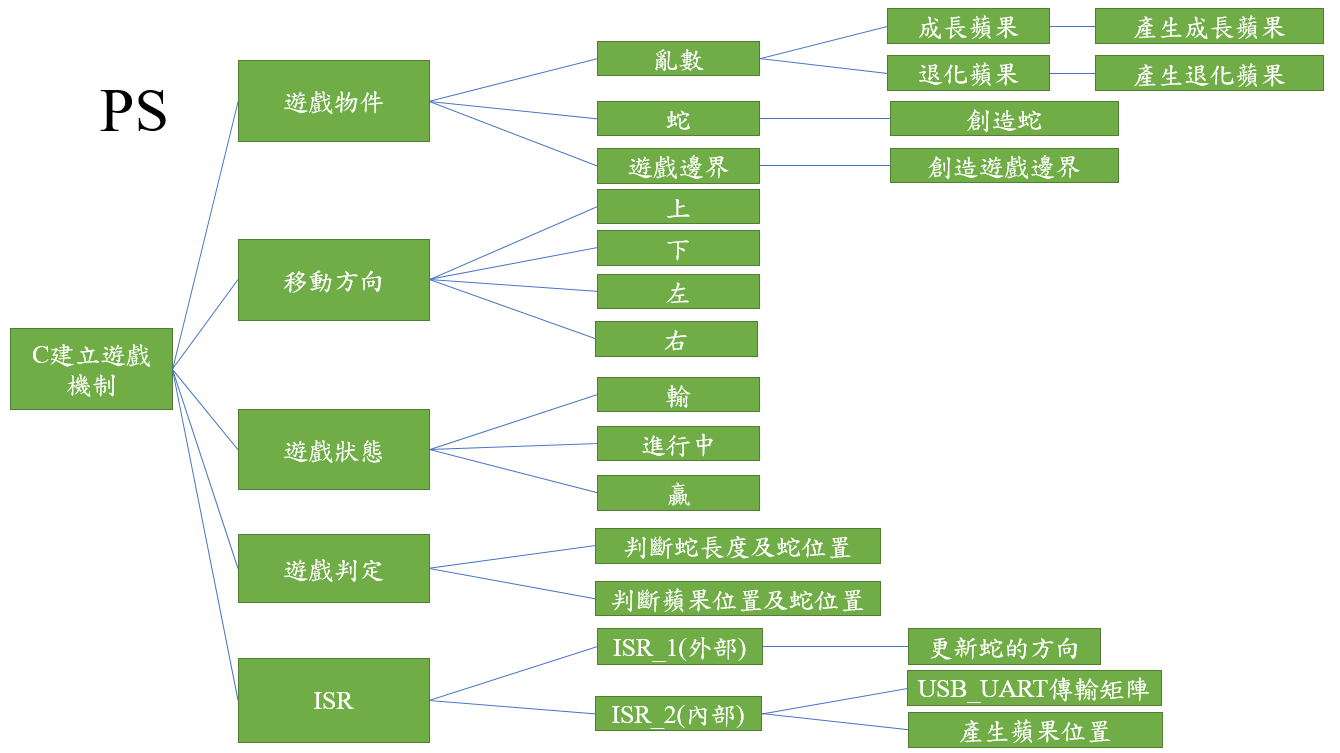 PS
C建立遊戲
機制
遊戲物件
亂數
成長蘋果
產生成長蘋果
退化蘋果
產生退化蘋果
蛇
創造蛇
遊戲邊界
創造遊戲邊界
移動方向
上
下
左
右
遊戲狀態
輸
進行中
贏
遊戲判定
判斷蛇長度及蛇位置
判斷蘋果位置及蛇位置
ISR
ISR_1(外部)
更新蛇的方向
ISR_2(內部)
USB_UART傳輸矩陣
產生蘋果位置